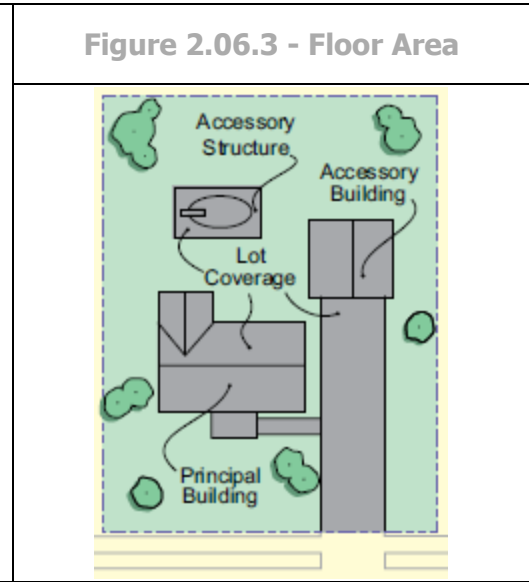 Figure 2.06.3 - Floor Area
Accessory
Structure
Accessory
Building
Lot
Coverage
Principal
Building